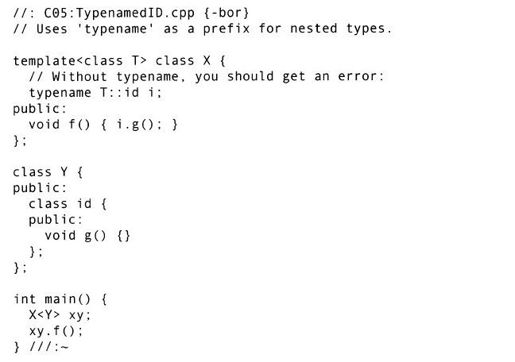 //: C05:TypenamedID.cpp {-bor}
// Uses 'typename' as a prefix for nested types.

template<class T> class X {
  // Without typename, you should get an error:
  typename T::id i;
public:
  void f() { i.g(); }
};

class Y {
public:
  class id {
  public:
    void g() {}
  };
};

int main() {
  X<Y> xy;
  xy.f();
} ///:~